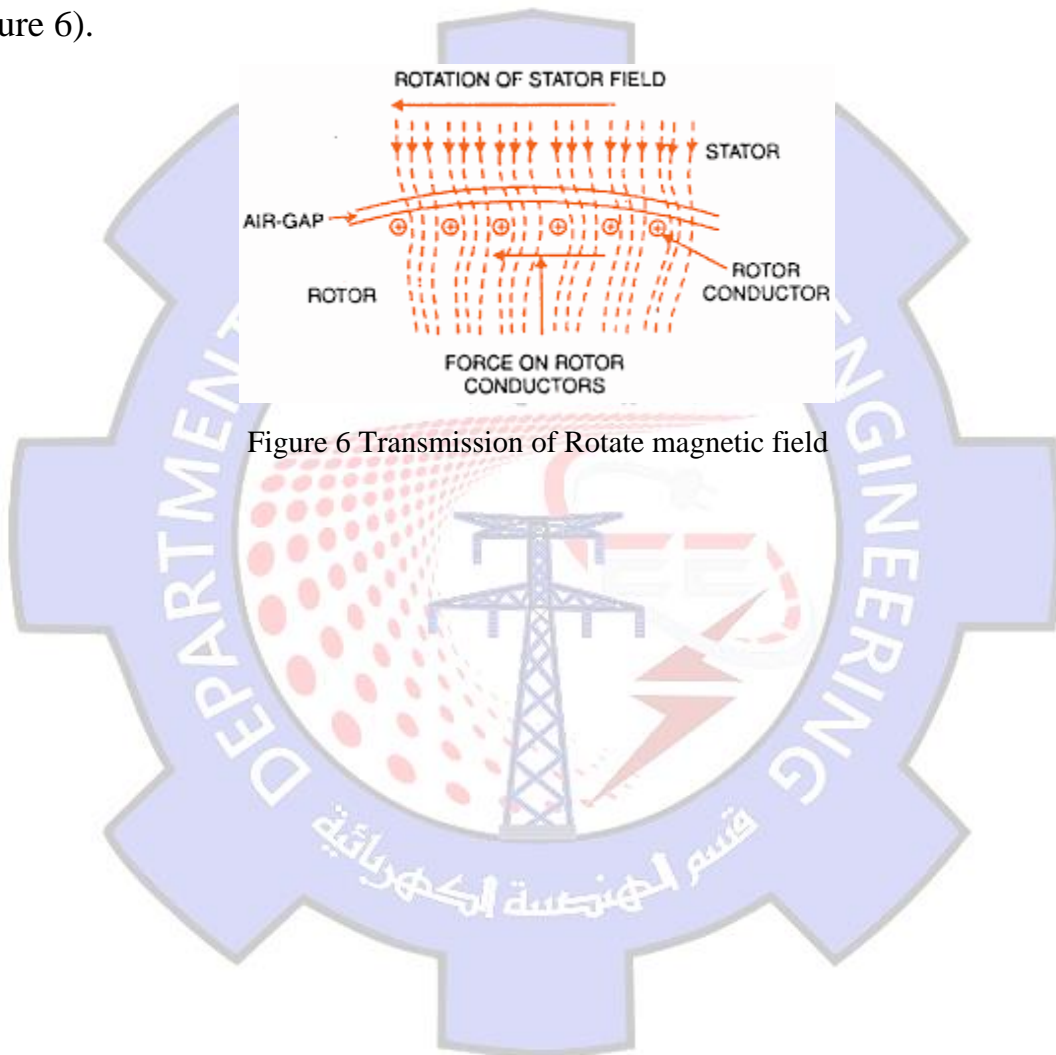 ure 6).
ROTATION OF STATOR FIELD
STATOR
AIR-GAP
ROTOR
CONDUCTOR
ROTOR
FORCE ON ROTOR
CONDUCTORS
Figure 6 Transmission of Rotate magnetic field
DEPARTMENT
ENGINEERING
EE
قسم الهندسة الكهربائية